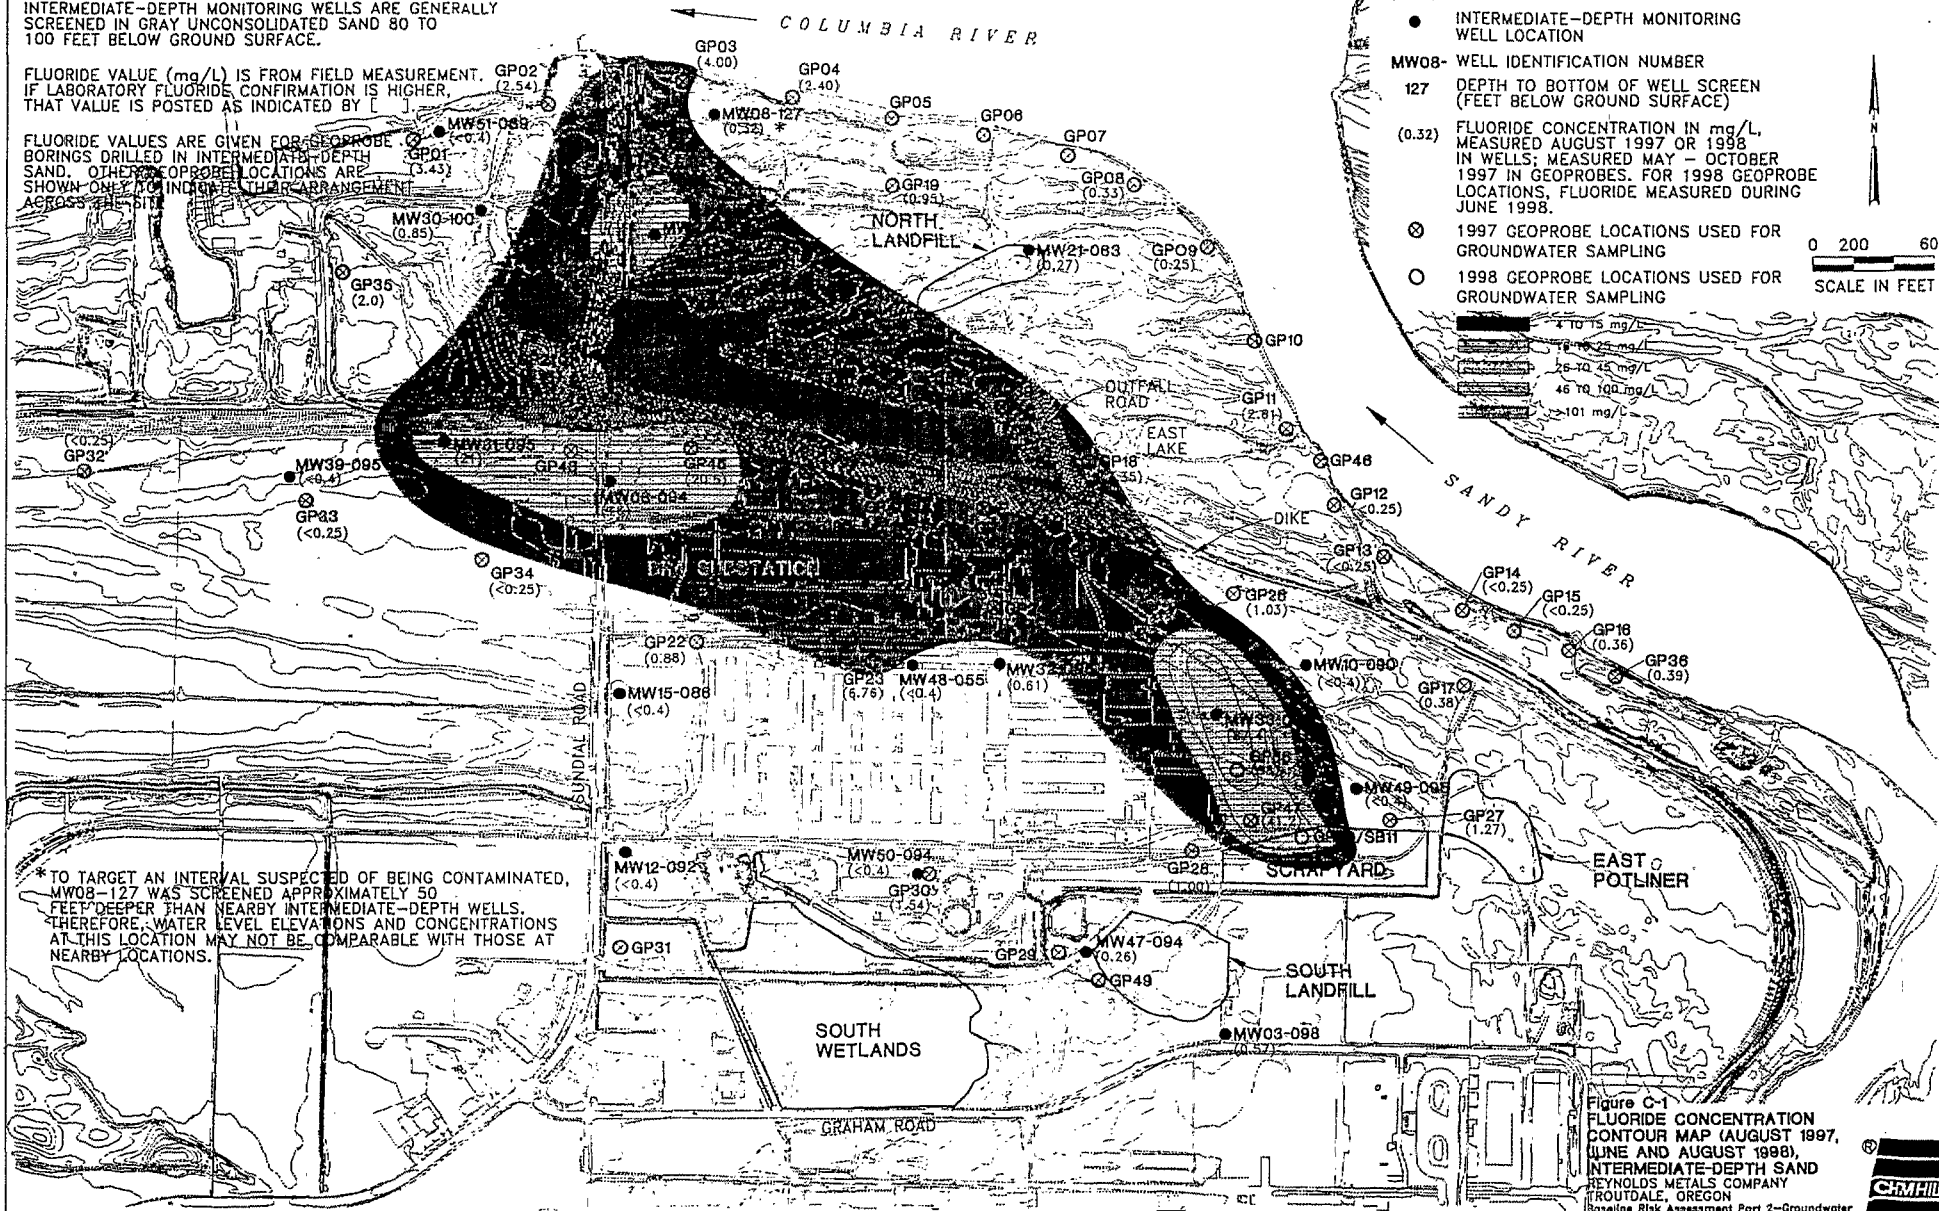 INTERMEDIATE-DEPTH MONITORING WELLS ARE GENERALLY
SCREENED IN GRAY UNCONSOLIDATED SAND 80 TO
100 FEET BELOW GROUND SURFACE.
FLUORIDE VALUE (mg/L) IS FROM FIELD MEASUREMENT.
IF LABORATORY FLUORIDE CONFIRMATION IS HIGHER,
THAT VALUE IS POSTED AS INDICATED BY [ ].
FLUORIDE VALUES ARE GIVEN FOR GEOPROBE
BORINGS DRILLED IN INTERMEDIATE-DEPTH
SAND. OTHER GEOPROBE LOCATIONS ARE
SHOWN ONLY TO INDICATE THEIR ARRANGEMENT
ACROSS THE SITE
COLUMBIA RIVER
INTERMEDIATE-DEPTH MONITORING
WELL LOCATION
MW08- WELL IDENTIFICATION NUMBER
127 DEPTH TO BOTTOM OF WELL SCREEN
(FEET BELOW GROUND SURFACE)
(0.32) FLUORIDE CONCENTRATION IN mg/L,
MEASURED AUGUST 1997 OR 1998
IN WELLS; MEASURED MAY - OCTOBER
1997 IN GEOPROBES. FOR 1998 GEOPROBE
LOCATIONS, FLUORIDE MEASURED DURING
JUNE 1998.
1997 GEOPROBE LOCATIONS USED FOR
GROUNDWATER SAMPLING
1998 GEOPROBE LOCATIONS USED FOR
GROUNDWATER SAMPLING
4 TO 15 mg/L
26 TO 45 mg/L
46 TO 100 mg/L
>101 mg/L
N
0 200 60
SCALE IN FEET
GP03
(4.00)
GP02
(2.54)
GP04
(2.40)
MW08-127
(0.32) *
GP05
GP06
GP07
MW51-089
(<0.4)
GP01
(3.43)
GP08
(0.33)
GP19
(0.95)
MW30-100
(0.85)
NORTH
LANDFILL
MW21-063
(0.27)
GP09
(0.25)
GP35
(2.0)
GP10
OUTFALL
ROAD
GP11
(2.81)
EAST
LAKE
GP18
GP46
(<0.25)
GP32
MW39-095
(<0.4)
GP33
(<0.25)
MW31-095
(21)
(20.5)
MW06-094
SANDY RIVER
GP12
(<0.25)
DIKE
GP13
(<0.25)
GP14
(<0.25)
GP15
(<0.25)
GP16
(0.36)
GP36
(0.39)
GP34
(<0.25)
SUBSTATION
GP26
(1.03)
GP22
(0.88)
MW15-086
(<0.4)
GP23
(6.76)
MW48-055
(<0.4)
(0.61)
MW10-090
(<0.4)
GP17
(0.38)
SUNDIAL ROAD
(<0.4)
GP27
(1.27)
/SB11
SCRAPYARD
GP28
(1.00)
EAST
POTLINER
MW12-092
(<0.4)
MW50-094
(<0.4)
GP30
(1.54)
* TO TARGET AN INTERVAL SUSPECTED OF BEING CONTAMINATED,
MW08-127 WAS SCREENED APPROXIMATELY 50
FEET DEEPER THAN NEARBY INTERMEDIATE-DEPTH WELLS.
THEREFORE, WATER LEVEL ELEVATIONS AND CONCENTRATIONS
AT THIS LOCATION MAY NOT BE COMPARABLE WITH THOSE AT
NEARBY LOCATIONS.
GP31
GP29
MW47-094
(0.26)
GP49
SOUTH
LANDFILL
SOUTH
WETLANDS
MW03-098
(0.57)
GRAHAM ROAD
Figure C-1
FLUORIDE CONCENTRATION
CONTOUR MAP (AUGUST 1997,
JUNE AND AUGUST 1998),
INTERMEDIATE-DEPTH SAND
REYNOLDS METALS COMPANY
TROUTDALE, OREGON
Baseline Risk Assessment Part 2-Groundwater
®
CH2MHILL